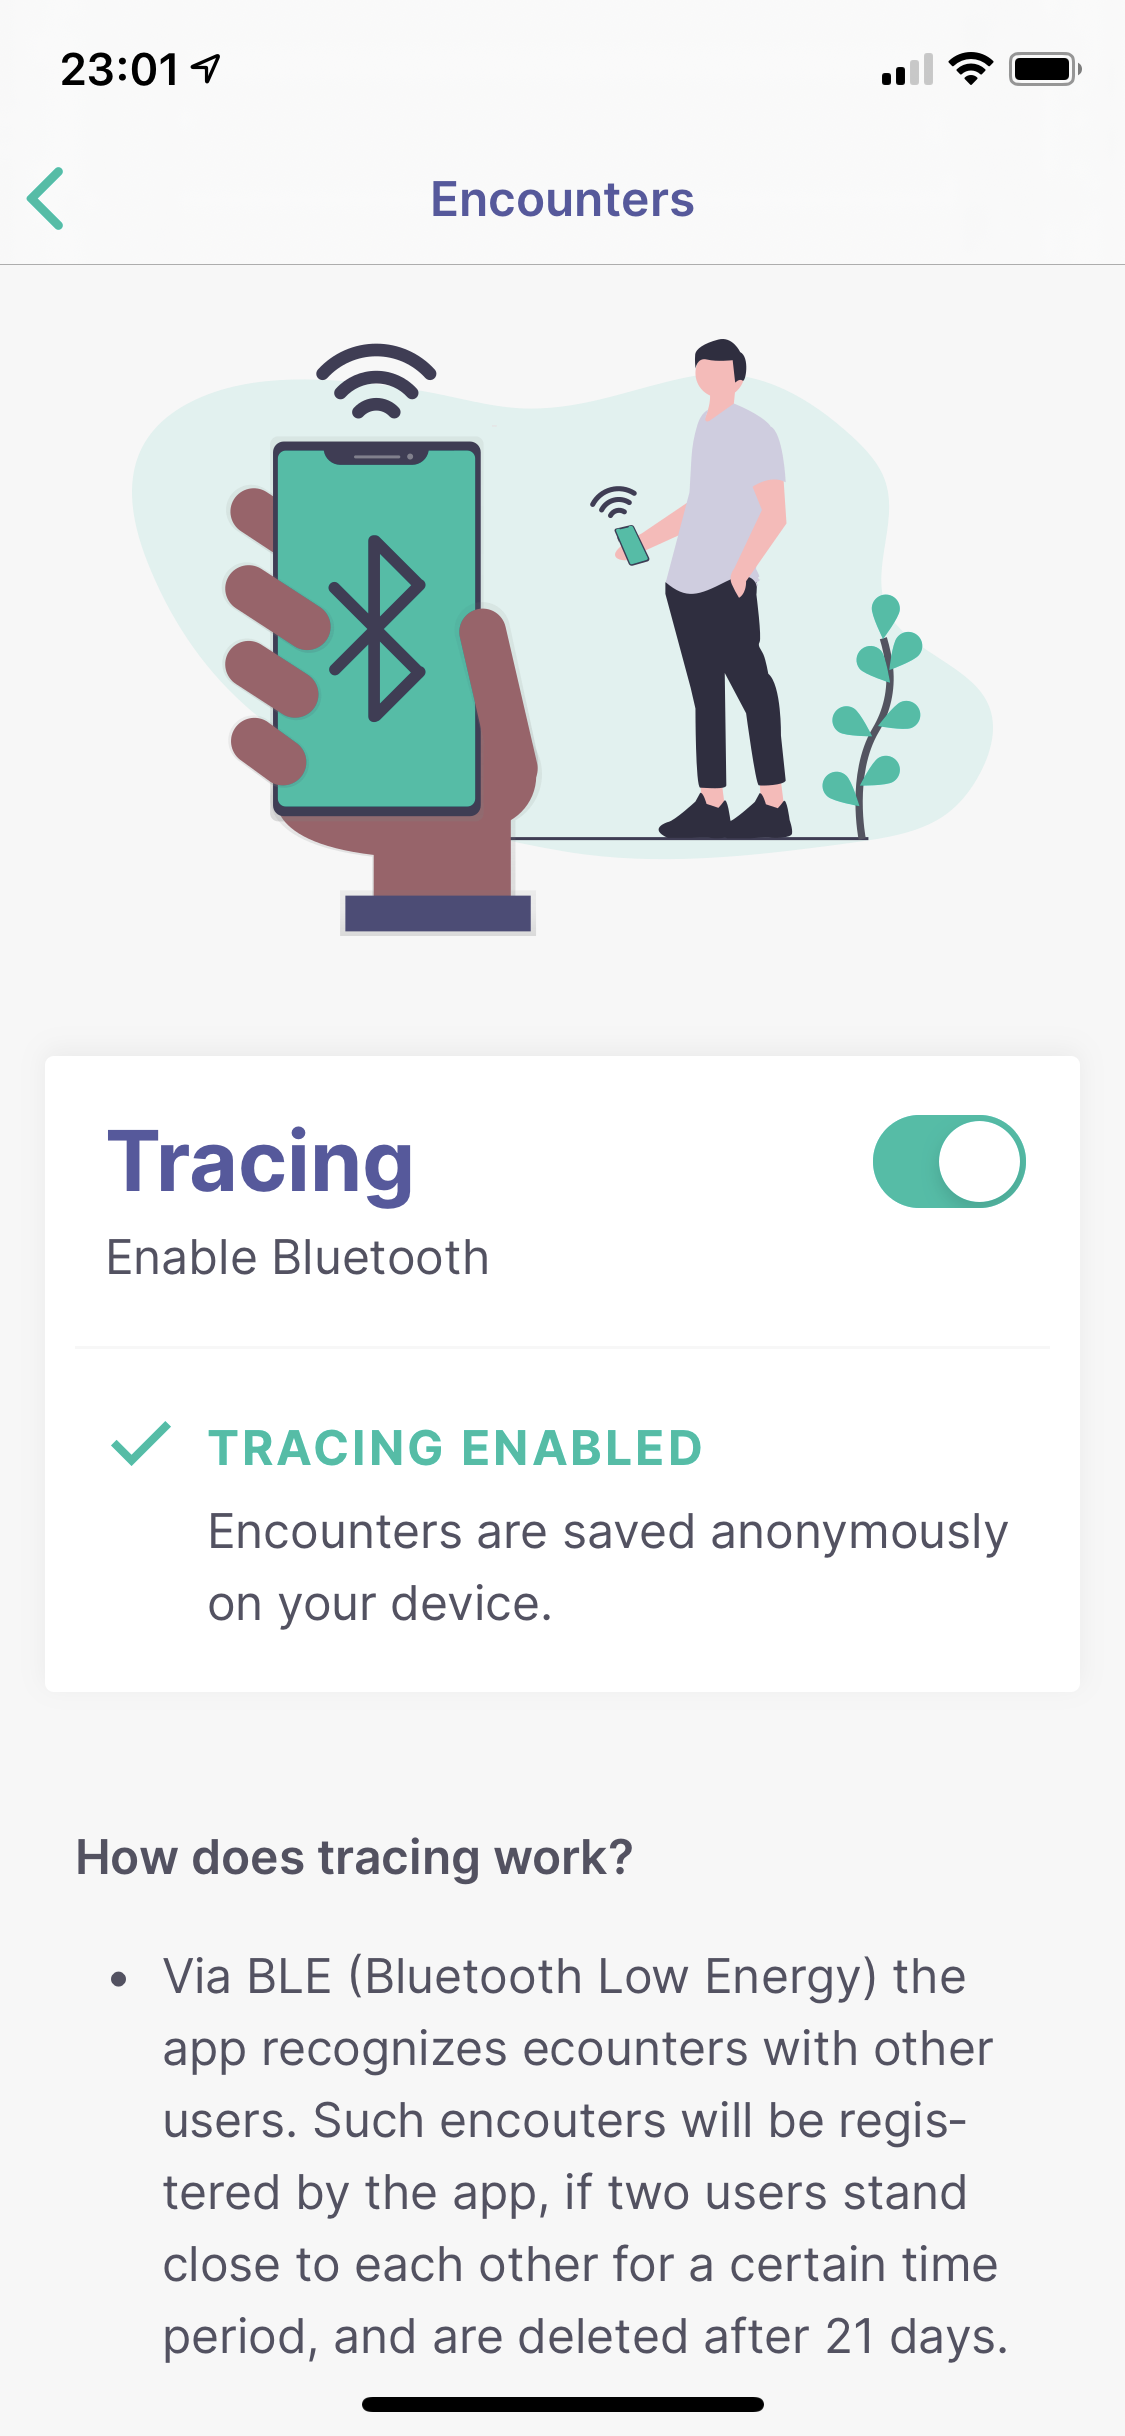 23:01
Encounters
Tracing
Enable Bluetooth
TRACING ENABLED
Encounters are saved anonymously
on your device.
How does tracing work?
• Via BLE (Bluetooth Low Energy) the
app recognizes ecounters with other
users. Such encouters will be regis-
tered by the app, if two users stand
close to each other for a certain time
period, and are deleted after 21 days.